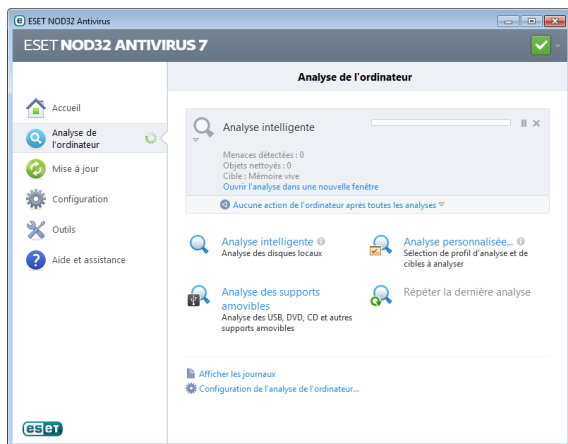 ESET NOD32 Antivirus
ESET NOD32 ANTIVIRUS 7
Accueil
Analyse de
l'ordinateur
Mise à jour
Configuration
Outils
Aide et assistance
Analyse de l'ordinateur
Analyse intelligente
Menaces détectées : 0
Objets nettoyés : 0
Cible : Mémoire vive
Ouvrir l'analyse dans une nouvelle fenêtre
Aucune action de l'ordinateur après toutes les analyses
Analyse intelligente
Analyse des disques locaux
Analyse personnalisée...
Sélection de profil d'analyse et de
cibles à analyser
Analyse des supports
amovibles
Analyse des USB, DVD, CD et autres
supports amovibles
Répéter la dernière analyse
Afficher les journaux
Configuration de l'analyse de l'ordinateur...
eset